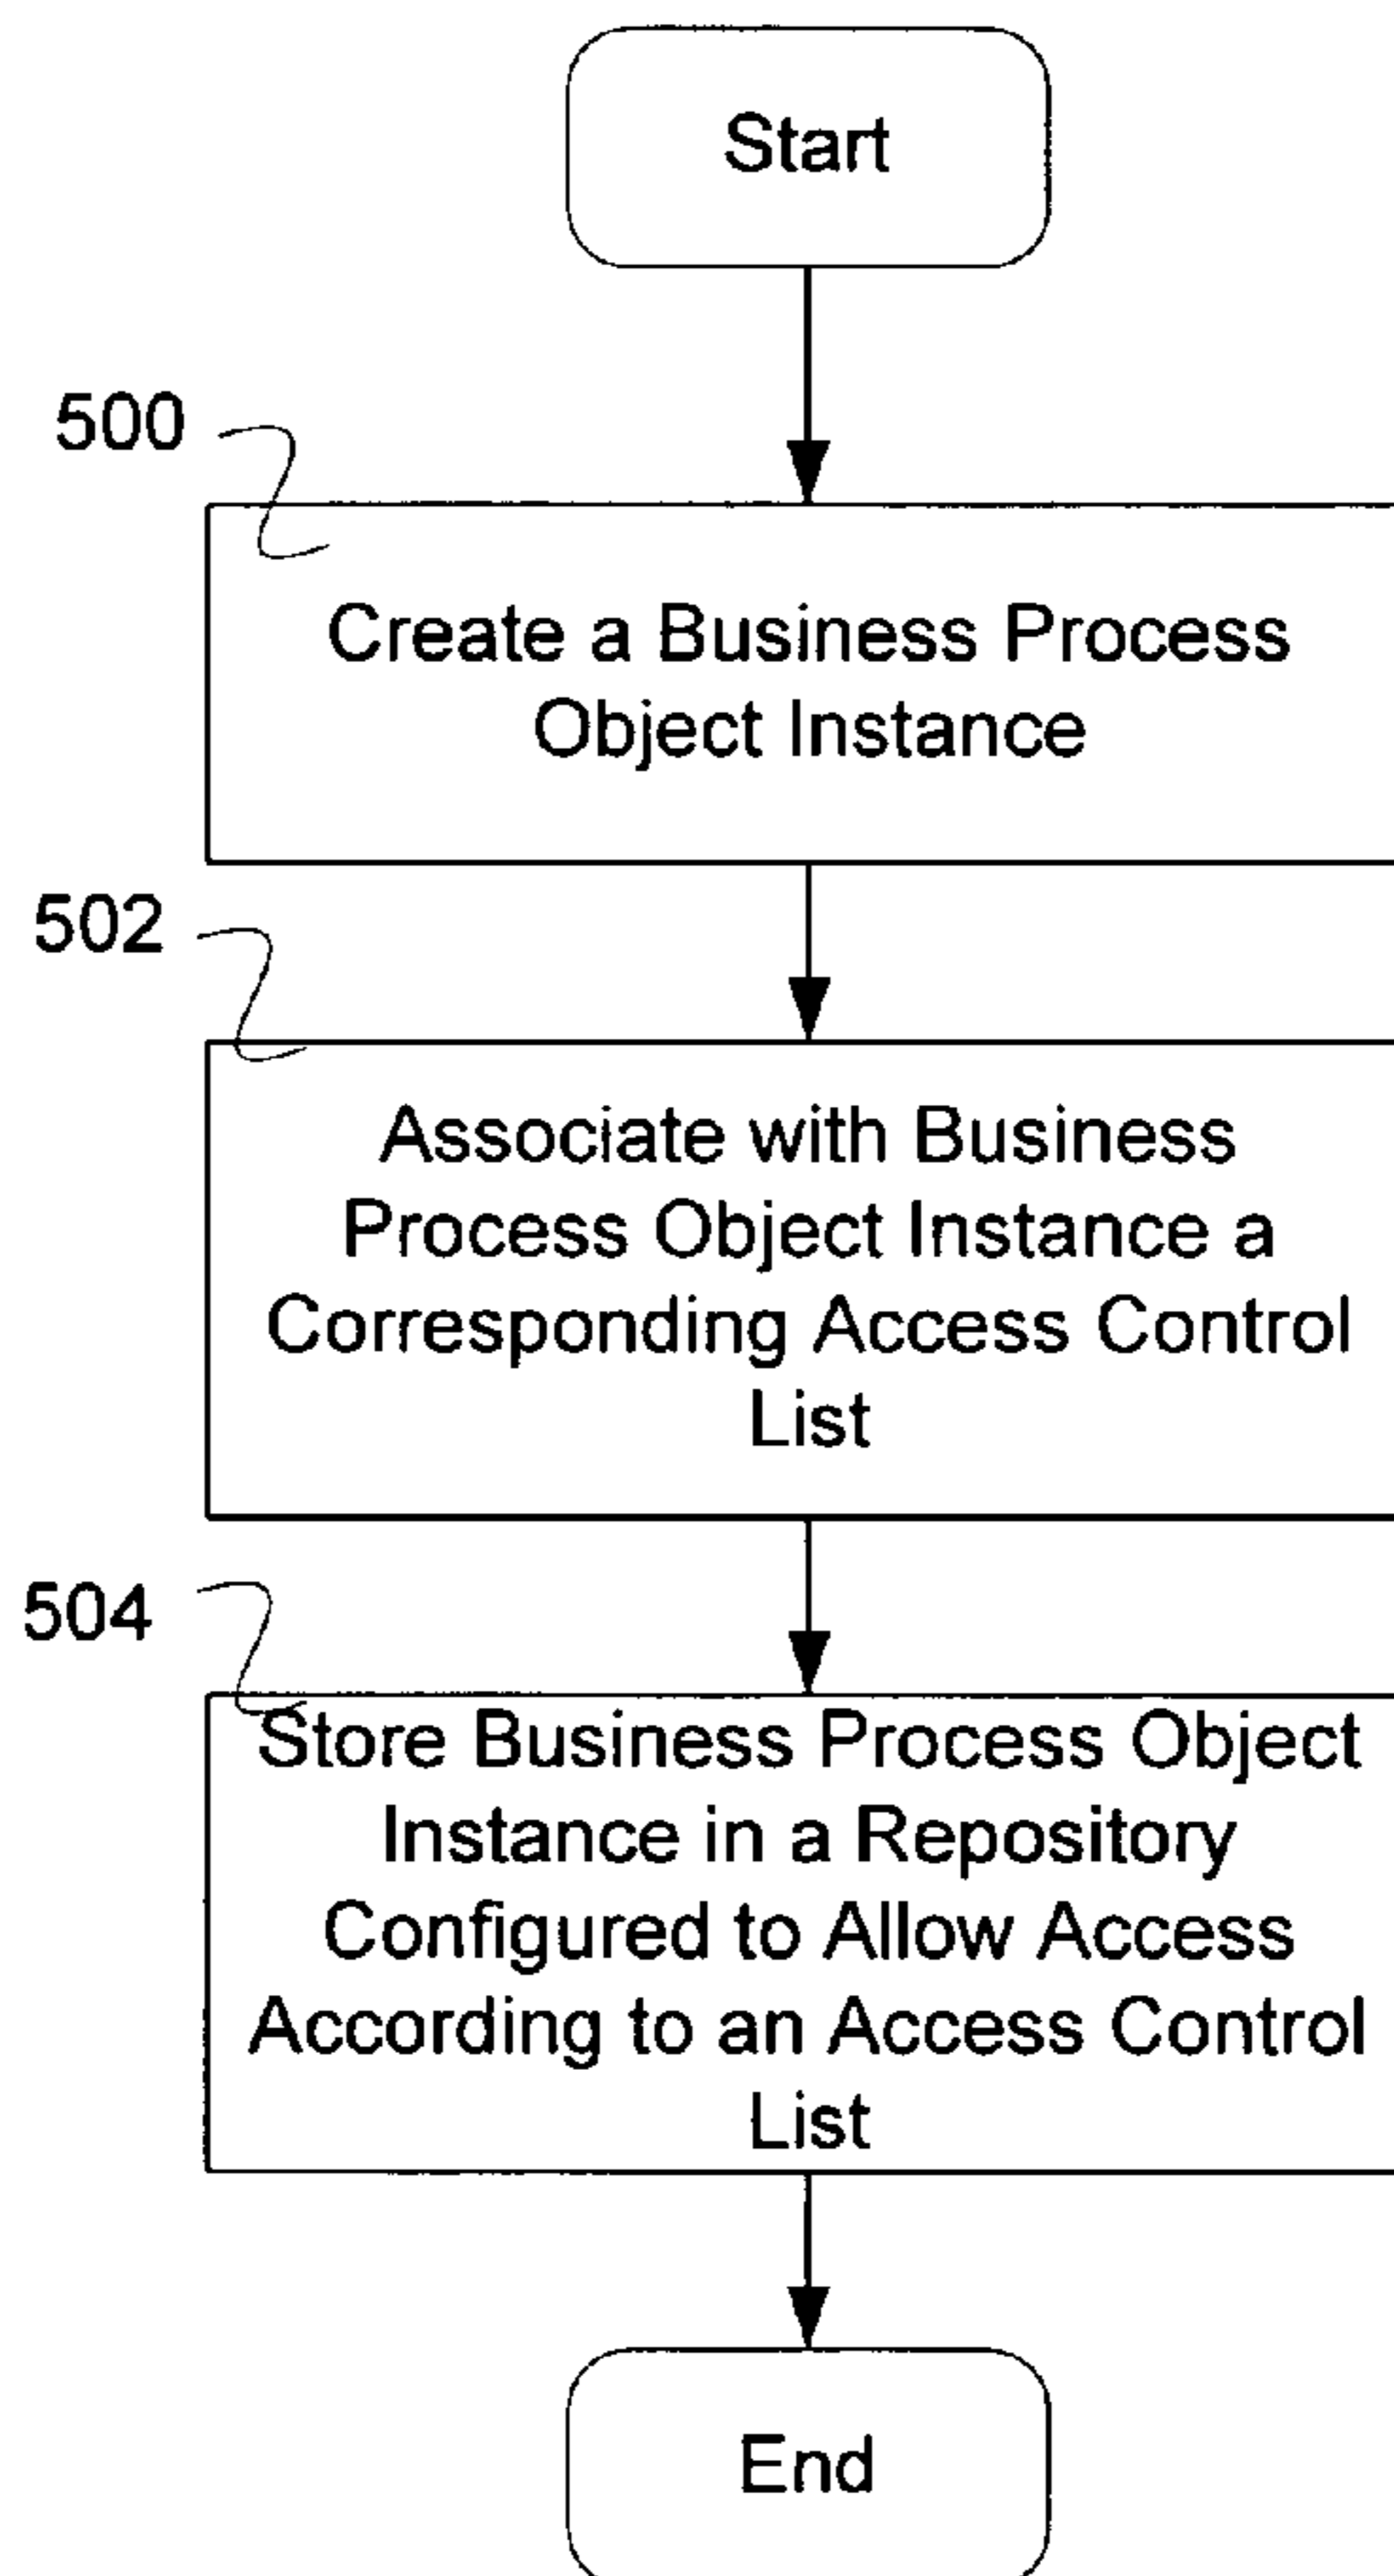 Start
500
Create a Business Process
Object Instance
502
Associate with Business
Process Object Instance a
Corresponding Access Control
List
504
Store Business Process Object
Instance in a Repository
Configured to Allow Access
According to an Access Control
List
End